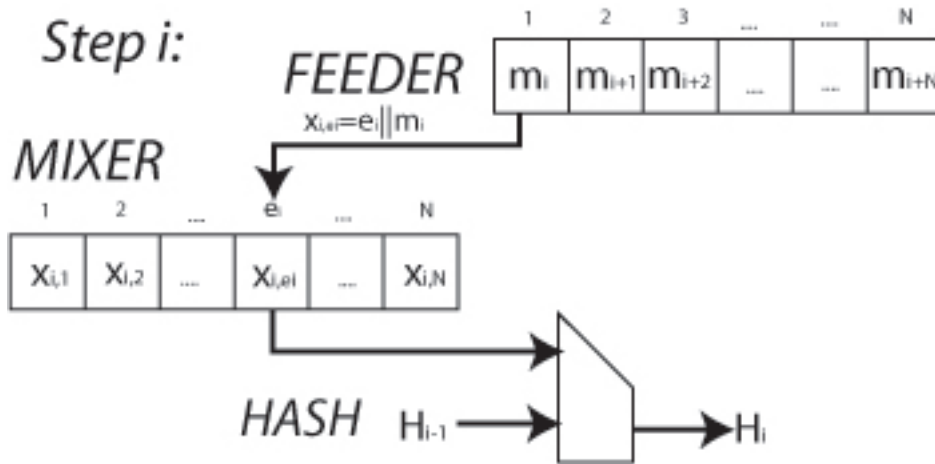 Step i:
1 2 3 .... .... N
FEEDER
mᵢ mᵢ₊₁ mᵢ₊₂ .... .... mᵢ₊N
xᵢ,ₑᵢ=eᵢ||mᵢ
MIXER
1 2 .... eᵢ .... N
xᵢ,₁ xᵢ,₂ .... xᵢ,ₑᵢ .... xᵢ,N
HASH Hᵢ₋₁ Hᵢ